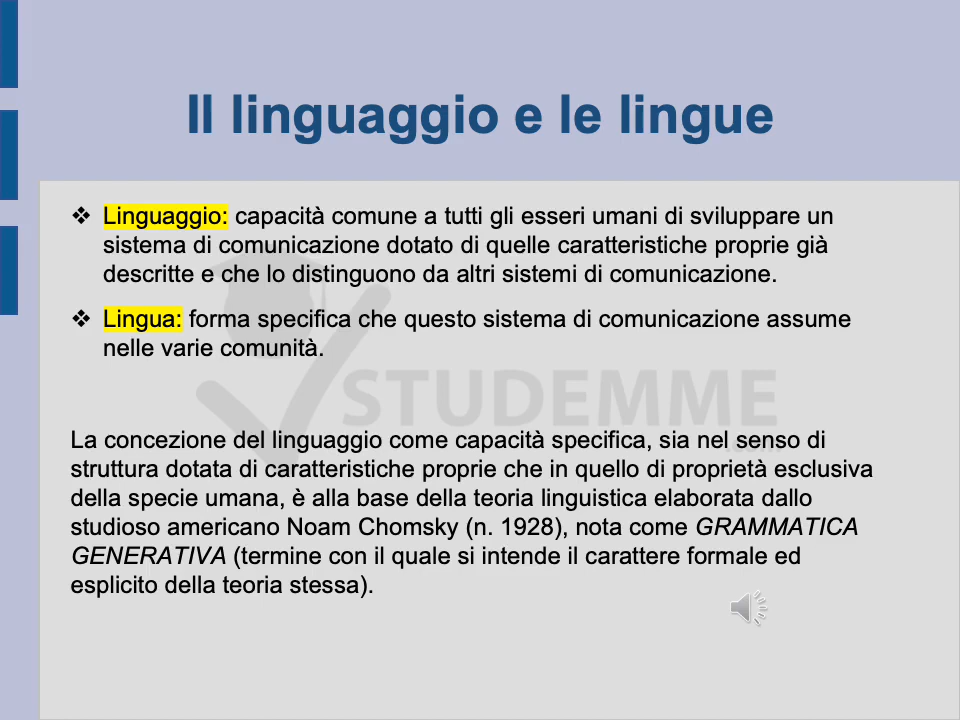 Il linguaggio e le lingue
❖ Linguaggio: capacità comune a tutti gli esseri umani di sviluppare un
sistema di comunicazione dotato di quelle caratteristiche proprie già
descritte e che lo distinguono da altri sistemi di comunicazione.
❖ Lingua: forma specifica che questo sistema di comunicazione assume
nelle varie comunità.
STUDEMME
.com
La concezione del linguaggio come capacità specifica, sia nel senso di
struttura dotata di caratteristiche proprie che in quello di proprietà esclusiva
della specie umana, è alla base della teoria linguistica elaborata dallo
studioso americano Noam Chomsky (n. 1928), nota come GRAMMATICA
GENERATIVA (termine con il quale si intende il carattere formale ed
esplicito della teoria stessa).